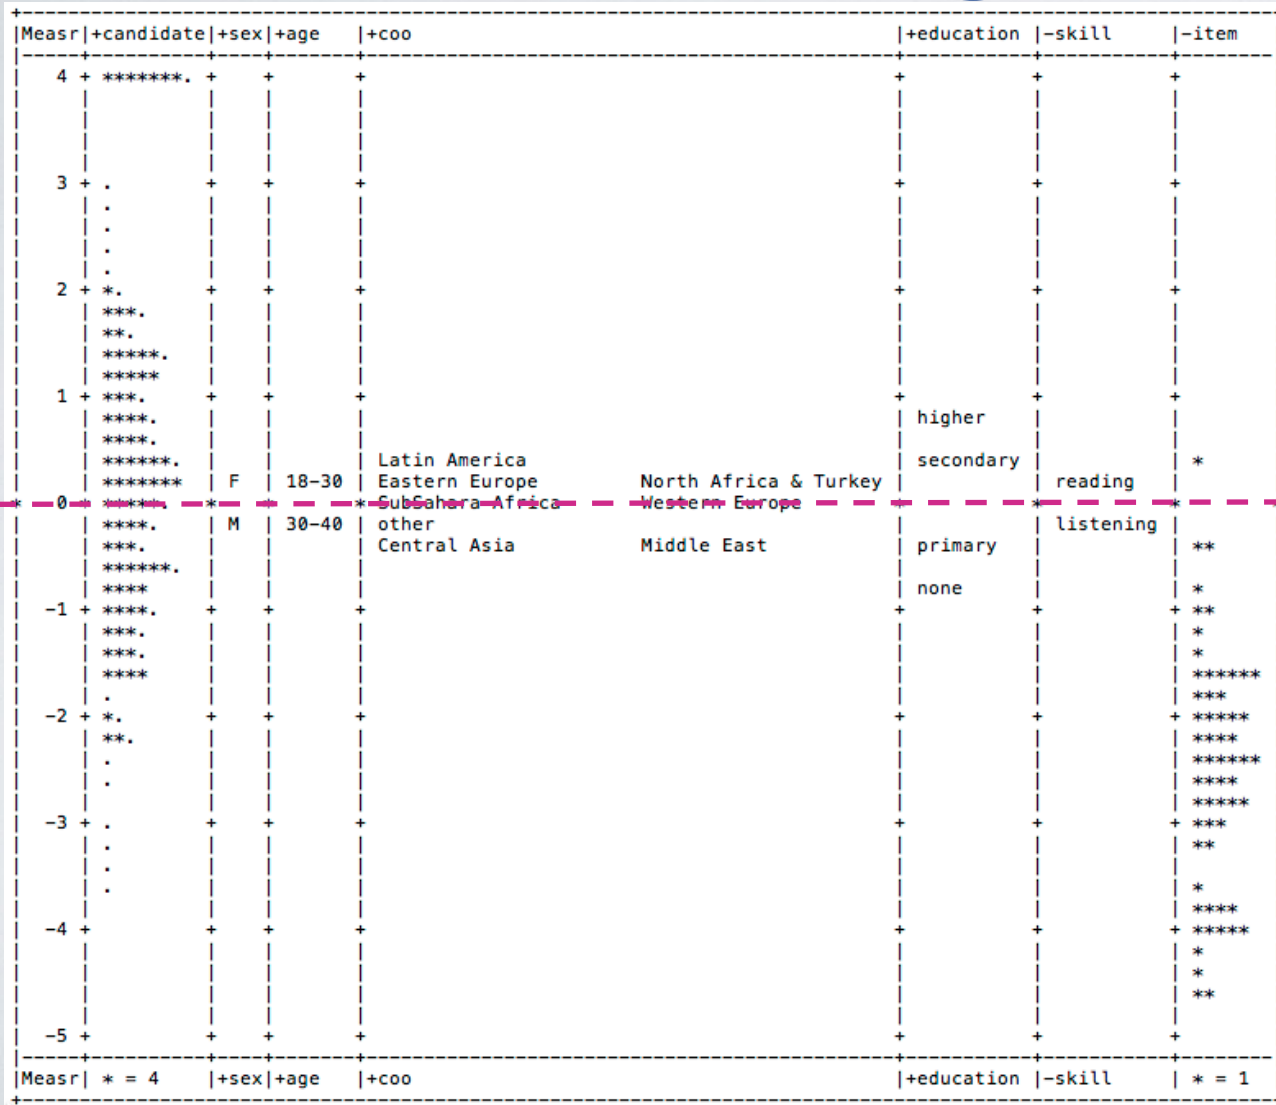 |Measr|+candidate|+sex|+age |+coo |+education |-skill |-item
| 4 + *******. + + + + + +
| 3 + . + + + + + +
| . | | | | | |
| . | | | | | |
| . | | | | | |
| . | | | | | |
| 2 + *. + + + + + +
| ***. | | | | | |
| **. | | | | | |
| *****. | | | | | |
| ***** | | | | | |
| 1 + ***. + + + + + +
| ****. | | | | higher | |
| ****. | | | | | |
| ******. | | | Latin America | secondary | | *
| ******* | F | 18-30 | Eastern Europe North Africa & Turkey | | reading |
* 0 * *****. * * * SubSahara Africa Western Europe * * *
| ****. | M | 30-40 | other | | listening |
| ***. | | | Central Asia Middle East | primary | | **
| ******. | | | | | |
| **** | | | | none | | *
| -1 + ****. + + + + + + **
| ***. | | | | | | *
| ***. | | | | | | *
| **** | | | | | | ******
| . | | | | | | ***
| -2 + *. + + + + + + *****
| **. | | | | | | ****
| . | | | | | | ******
| . | | | | | | ****
| | | | | | | *****
| -3 + . + + + + + + ***
| . | | | | | | **
| . | | | | | |
| . | | | | | | *
| | | | | | | ****
| -4 + + + + + + + *****
| | | | | | | *
| | | | | | | *
| | | | | | | **
| -5 + + + + + + +
|Measr| * = 4 |+sex|+age |+coo |+education |-skill | * = 1